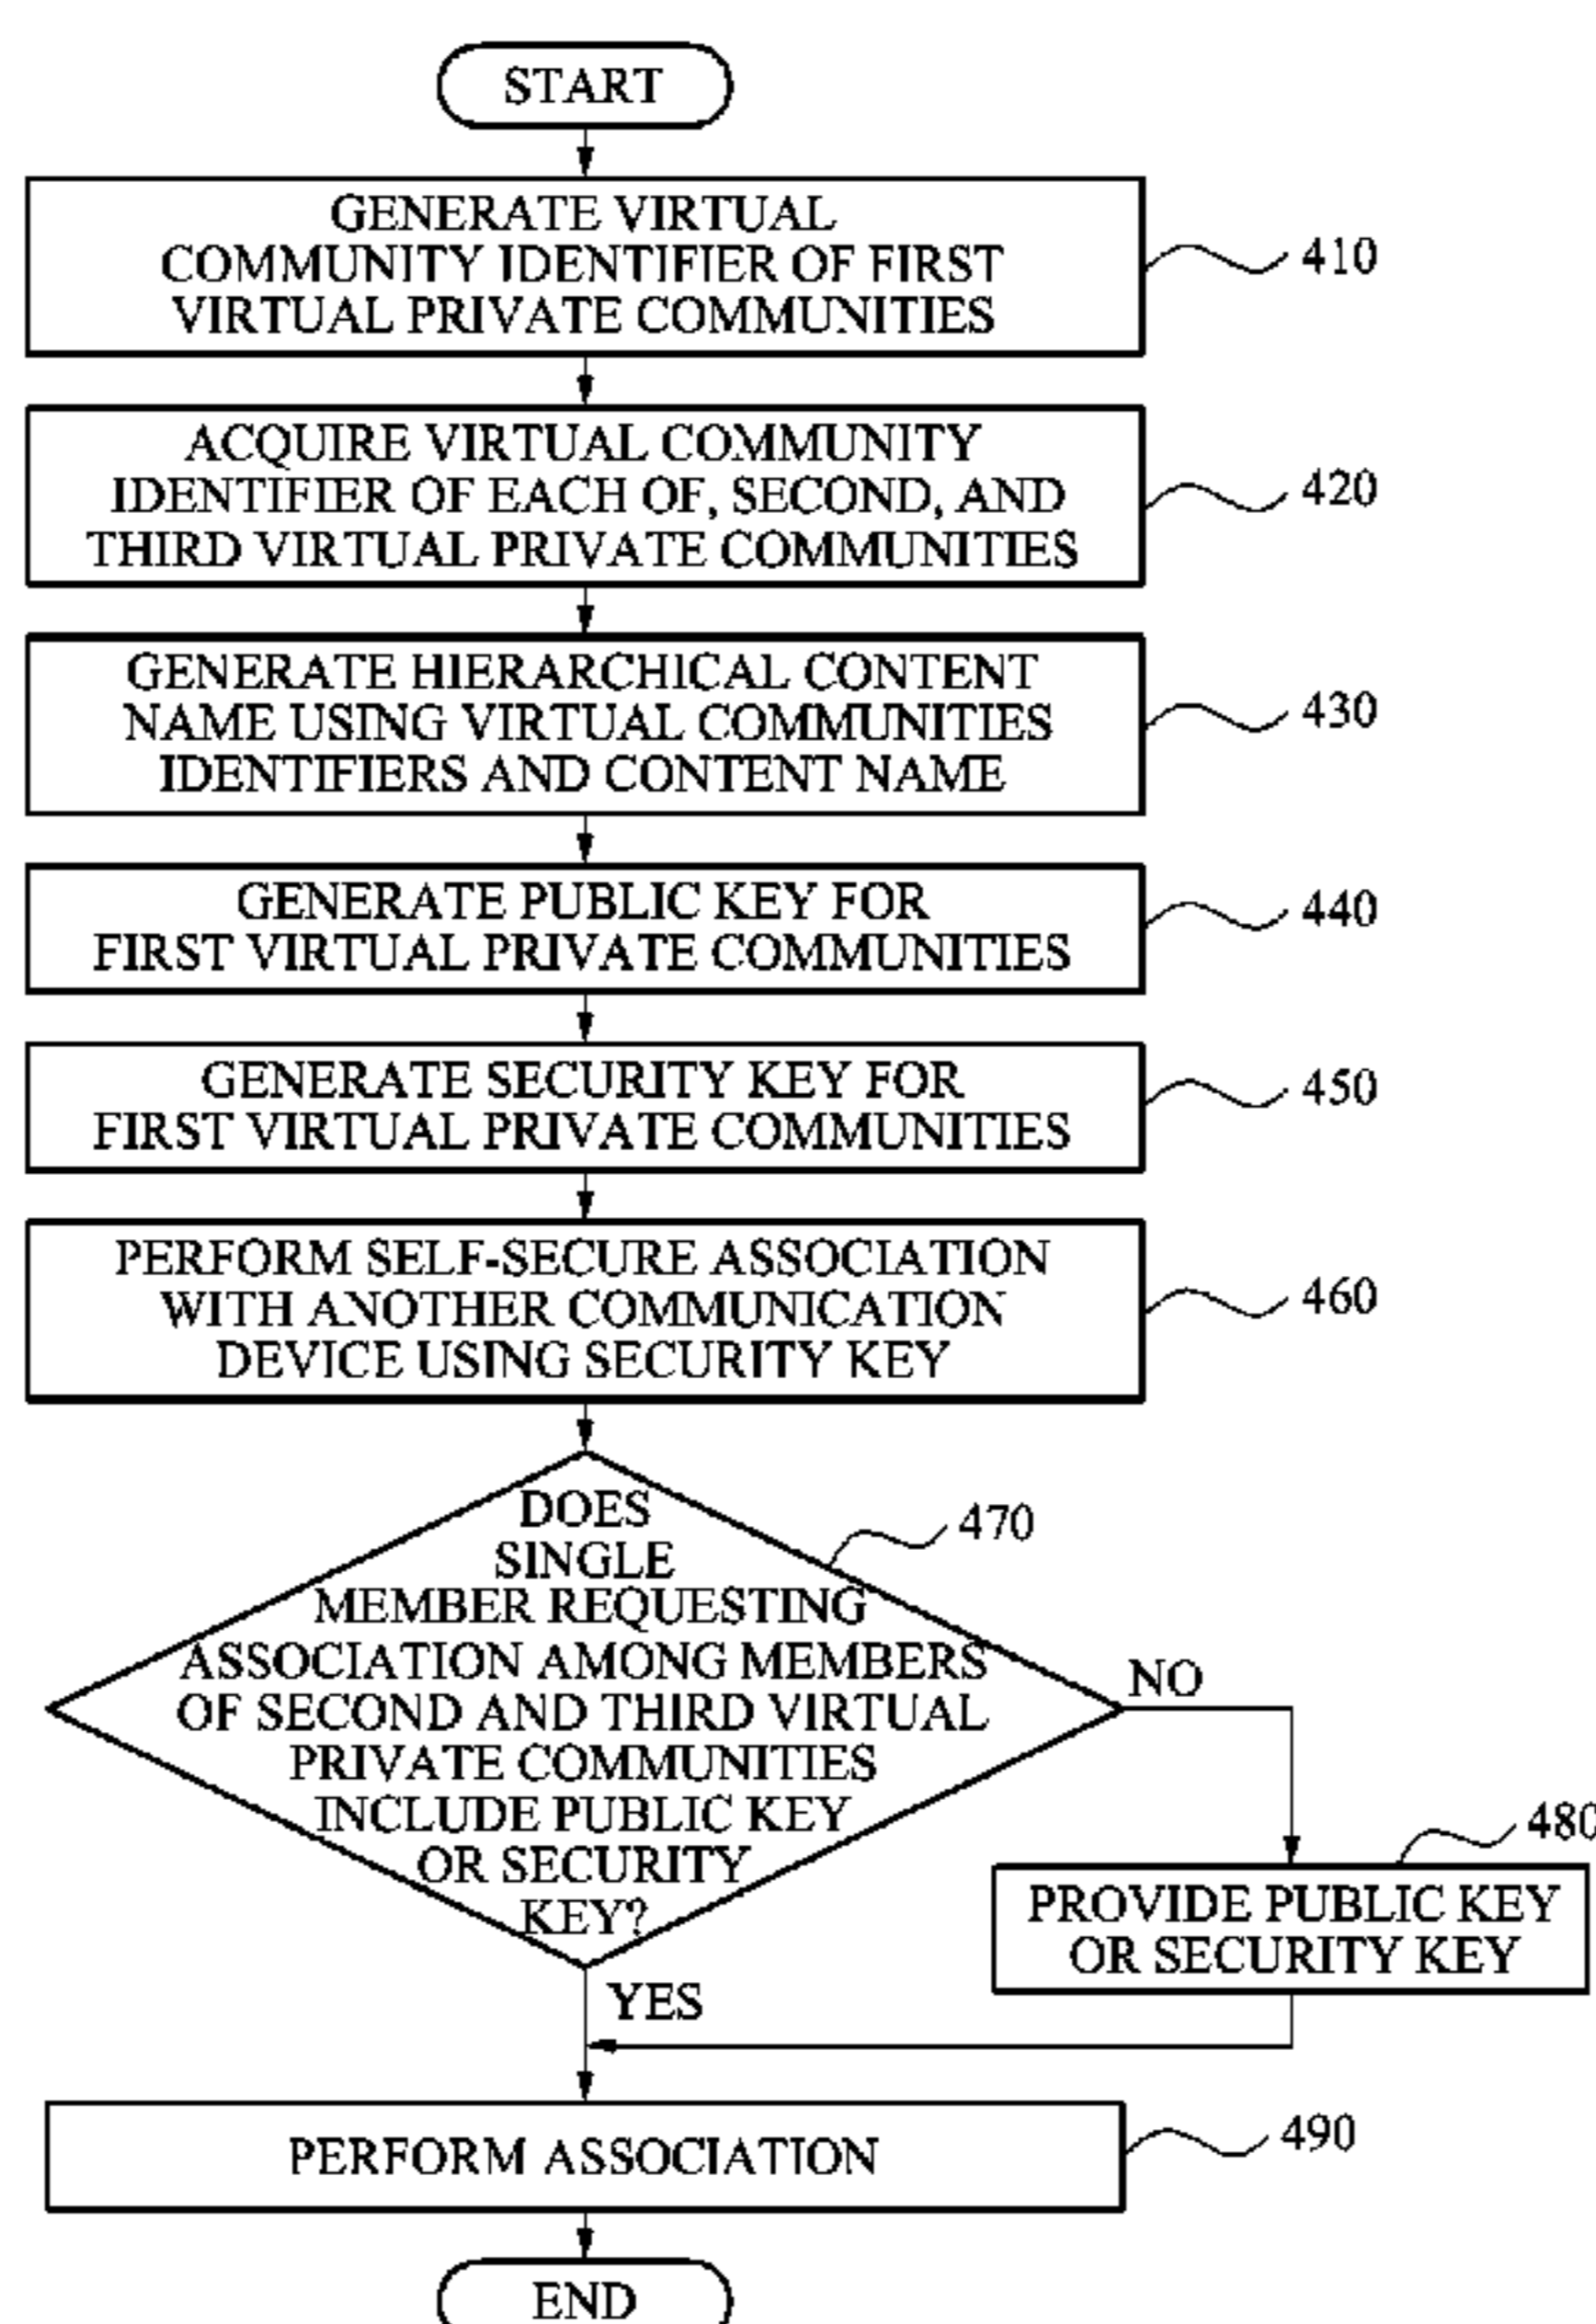 START
GENERATE VIRTUAL
COMMUNITY IDENTIFIER OF FIRST
VIRTUAL PRIVATE COMMUNITIES
410
ACQUIRE VIRTUAL COMMUNITY
IDENTIFIER OF EACH OF, SECOND, AND
THIRD VIRTUAL PRIVATE COMMUNITIES
420
GENERATE HIERARCHICAL CONTENT
NAME USING VIRTUAL COMMUNITIES
IDENTIFIERS AND CONTENT NAME
430
GENERATE PUBLIC KEY FOR
FIRST VIRTUAL PRIVATE COMMUNITIES
440
GENERATE SECURITY KEY FOR
FIRST VIRTUAL PRIVATE COMMUNITIES
450
PERFORM SELF-SECURE ASSOCIATION
WITH ANOTHER COMMUNICATION
DEVICE USING SECURITY KEY
460
DOES
SINGLE
MEMBER REQUESTING
ASSOCIATION AMONG MEMBERS
OF SECOND AND THIRD VIRTUAL
PRIVATE COMMUNITIES
INCLUDE PUBLIC KEY
OR SECURITY
KEY?
470
NO
480
PROVIDE PUBLIC KEY
OR SECURITY KEY
YES
PERFORM ASSOCIATION
490
END